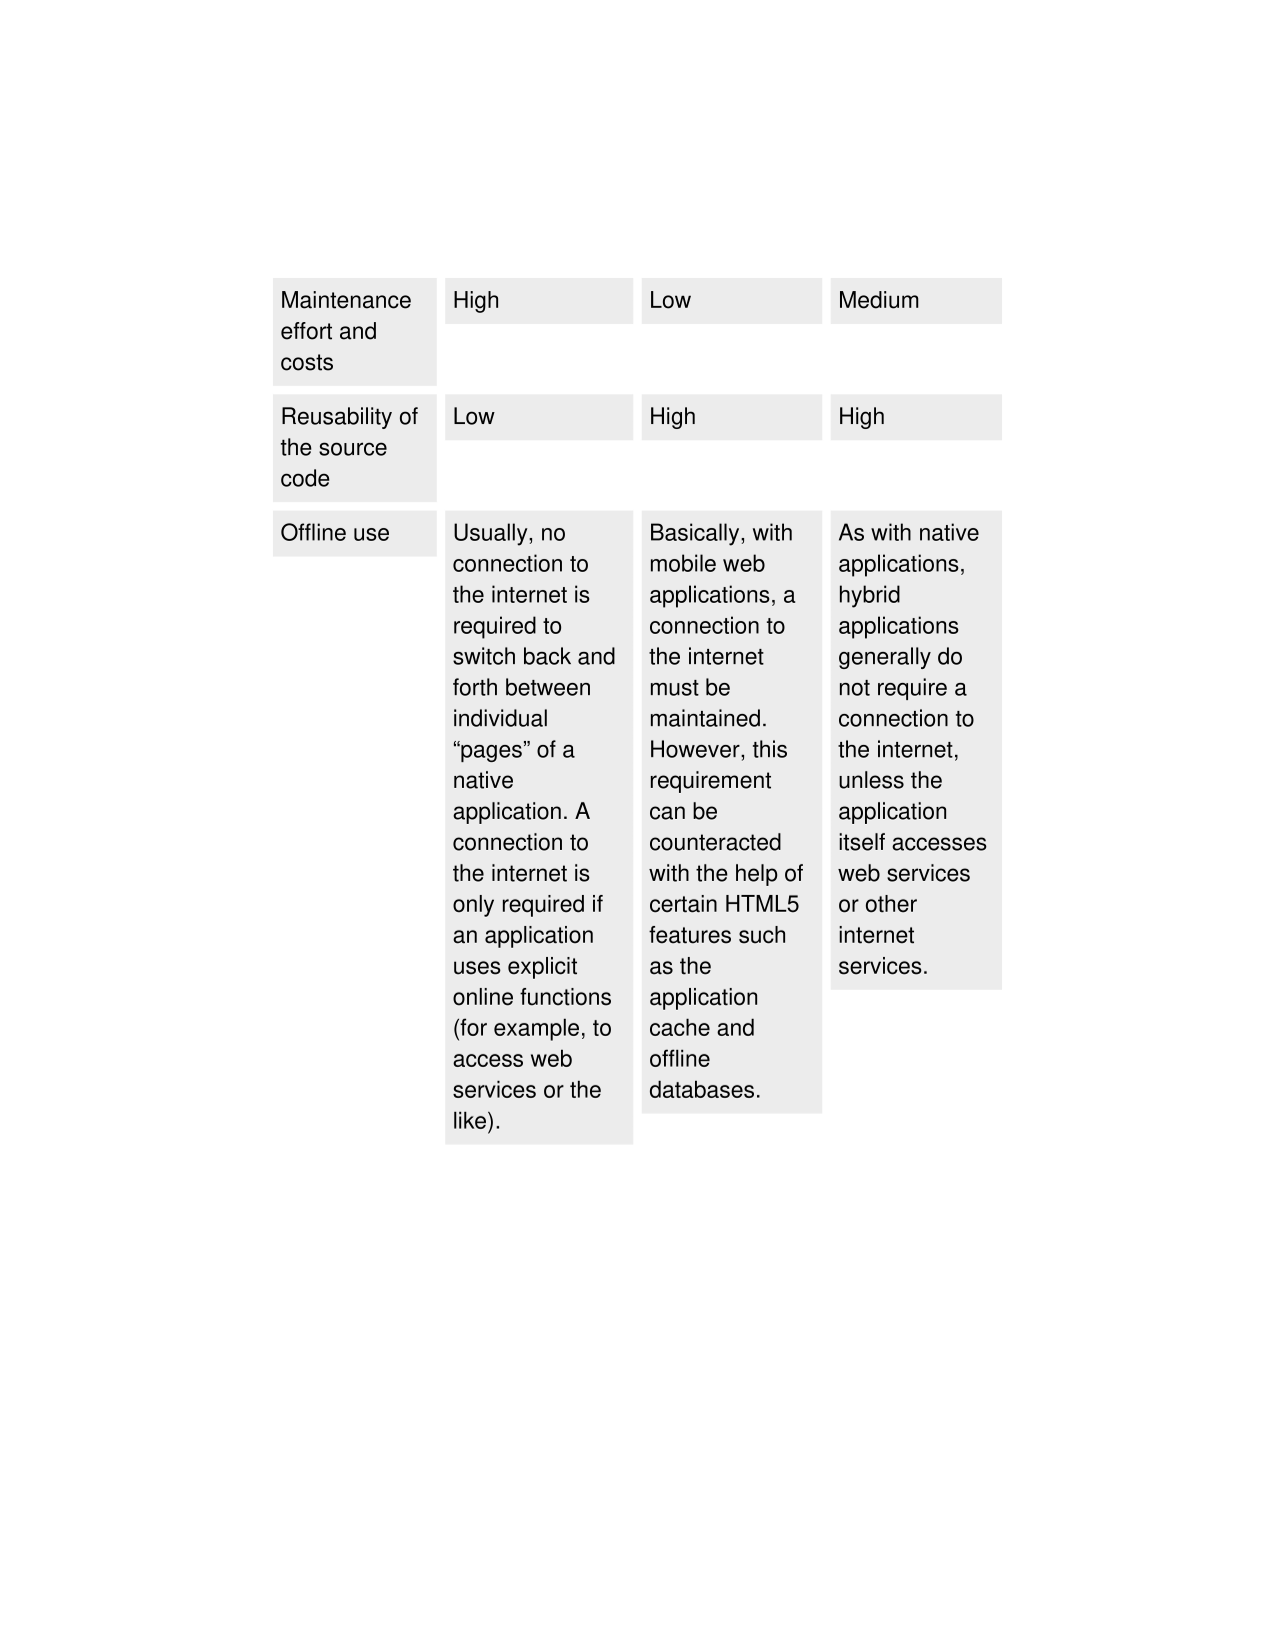 Maintenance
effort and
costs
High
Low
Medium
Reusability of
the source
code
Low
High
High
Offline use
Usually, no
connection to
the internet is
required to
switch back and
forth between
individual
“pages” of a
native
application. A
connection to
the internet is
only required if
an application
uses explicit
online functions
(for example, to
access web
services or the
like).
Basically, with
mobile web
applications, a
connection to
the internet
must be
maintained.
However, this
requirement
can be
counteracted
with the help of
certain HTML5
features such
as the
application
cache and
offline
databases.
As with native
applications,
hybrid
applications
generally do
not require a
connection to
the internet,
unless the
application
itself accesses
web services
or other
internet
services.